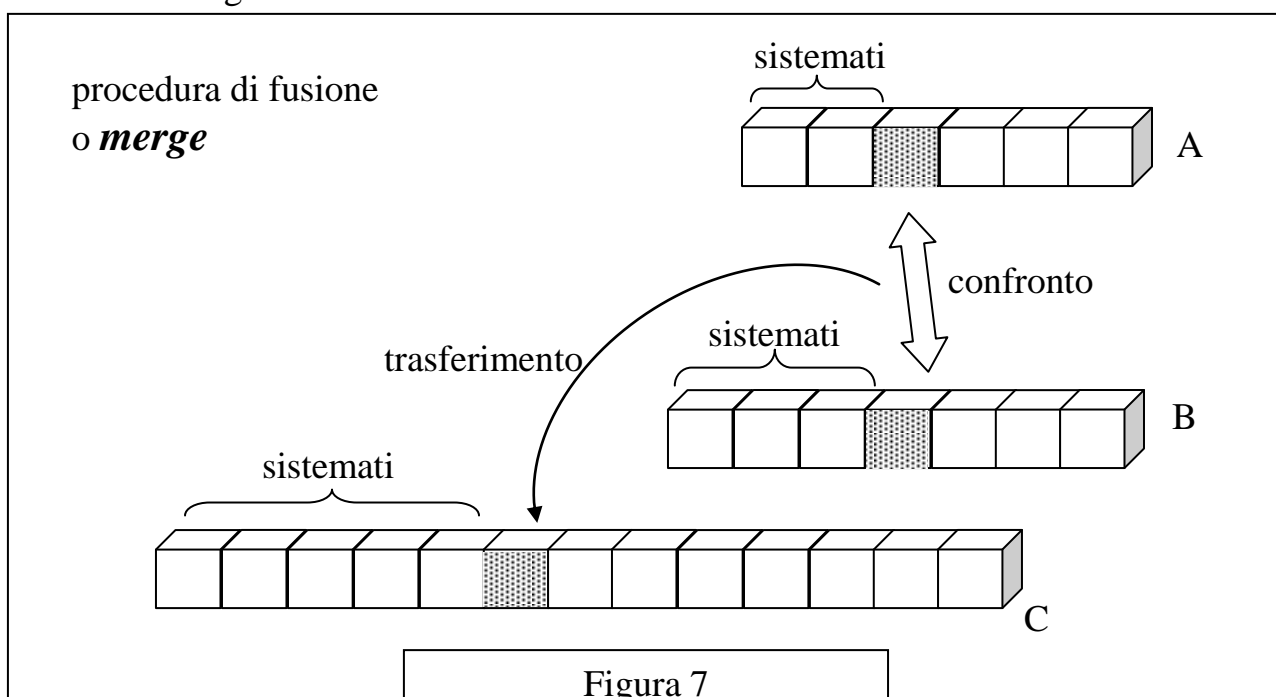 procedura di fusione
o merge
sistemati
A
confronto
sistemati
trasferimento
B
sistemati
C
Figura 7